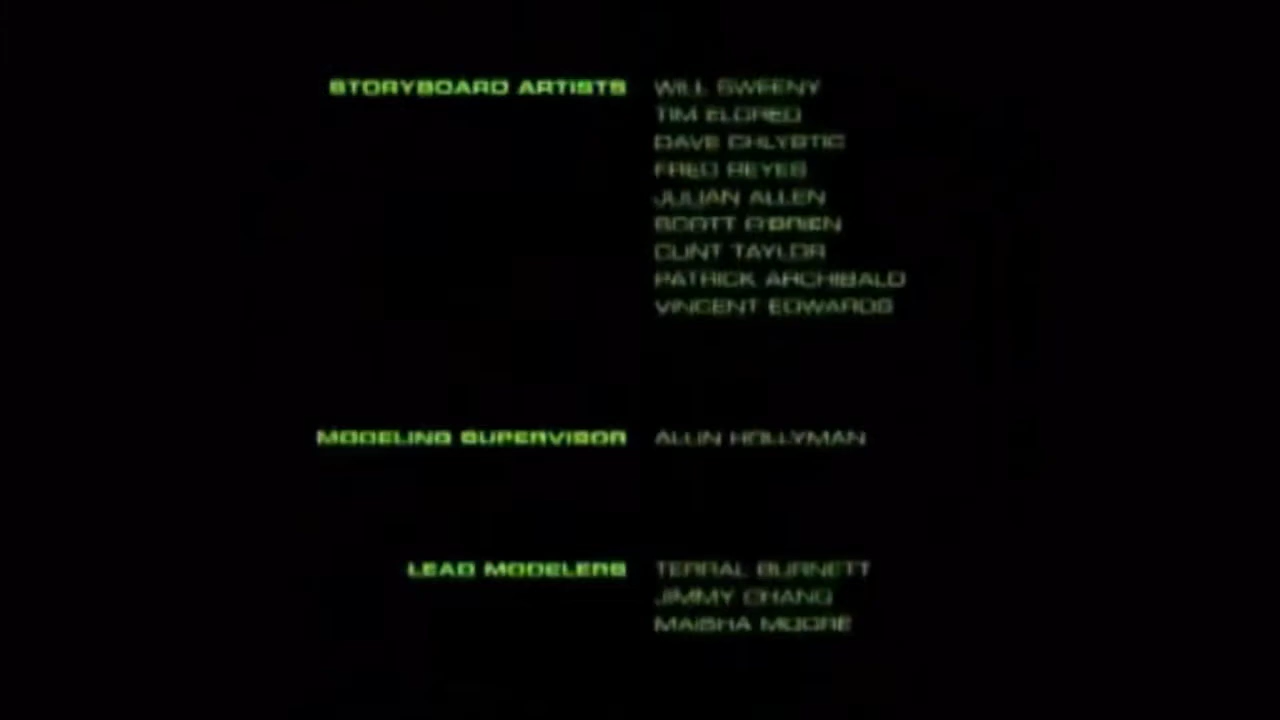 STORYBOARD ARTISTS WILL SWEENY
TIM ELDRED
DAVE CHLYSTIC
FRED REYES
JULIAN ALLEN
SCOTT O'BRIEN
CLINT TAYLOR
PATRICK ARCHIBALD
VINCENT EDWARDS
MODELING SUPERVISOR ALLIN HOLLYMAN
LEAD MODELERS TERRAL BURNETT
JIMMY CHANG
MAISHA MOORE